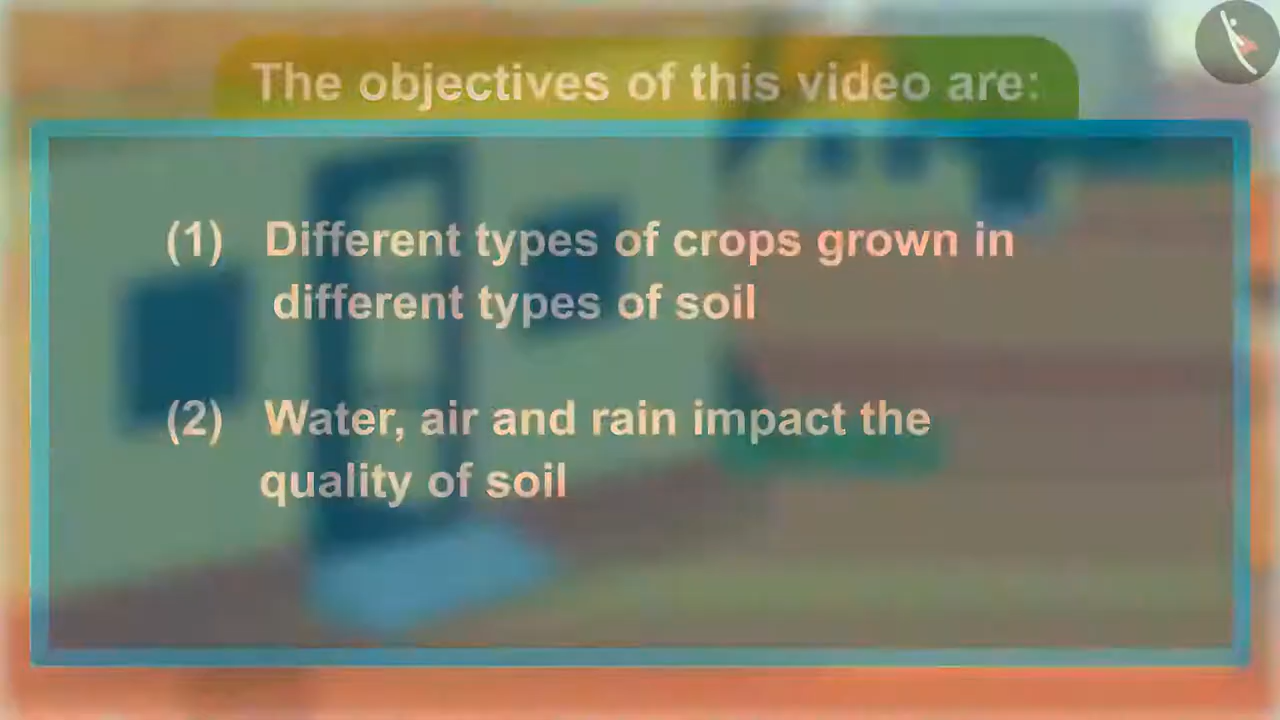 The objectives of this video are:
(1) Different types of crops grown in
different types of soil
(2) Water, air and rain impact the
quality of soil